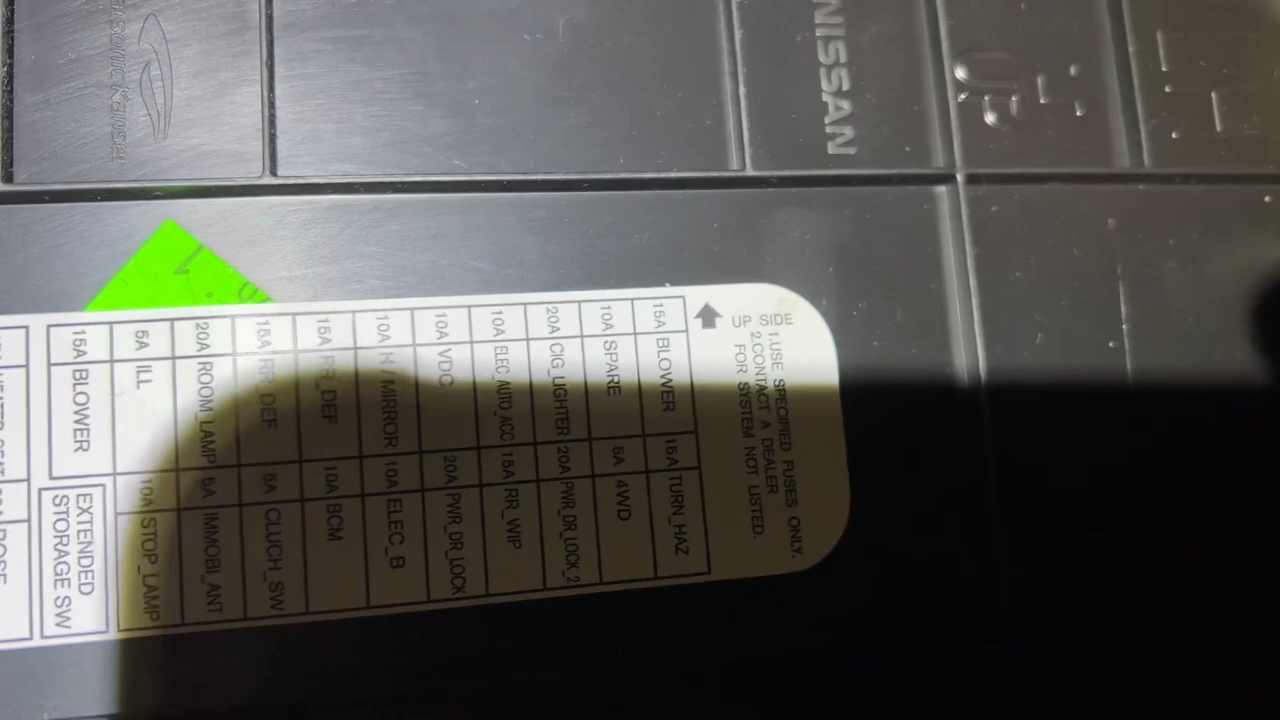 NISSAN
UP
SIDE
UP
1.USE SPECIFIED FUSES ONLY.
2.CONTACT A DEALER
FOR SYSTEM NOT LISTED.
15A BLOWER 15A TURN_HAZ
10A SPARE 5A 4WD
20A CIG_LIGHTER 20A PWR_DR_LOCK_2
10A ELEC_AUTO_ACC 15A RR_WIP
10A VDC 20A PWR_DR_LOCK
10A H / MIRROR 10A ELEC_B
15A RR_DEF 10A BCM
15A RR_DEF 5A CLUCH_SW
20A ROOM_LAMP 5A IMMOBI_ANT
5A ILL 10A STOP_LAMP
15A BLOWER EXTENDED
STORAGE SW